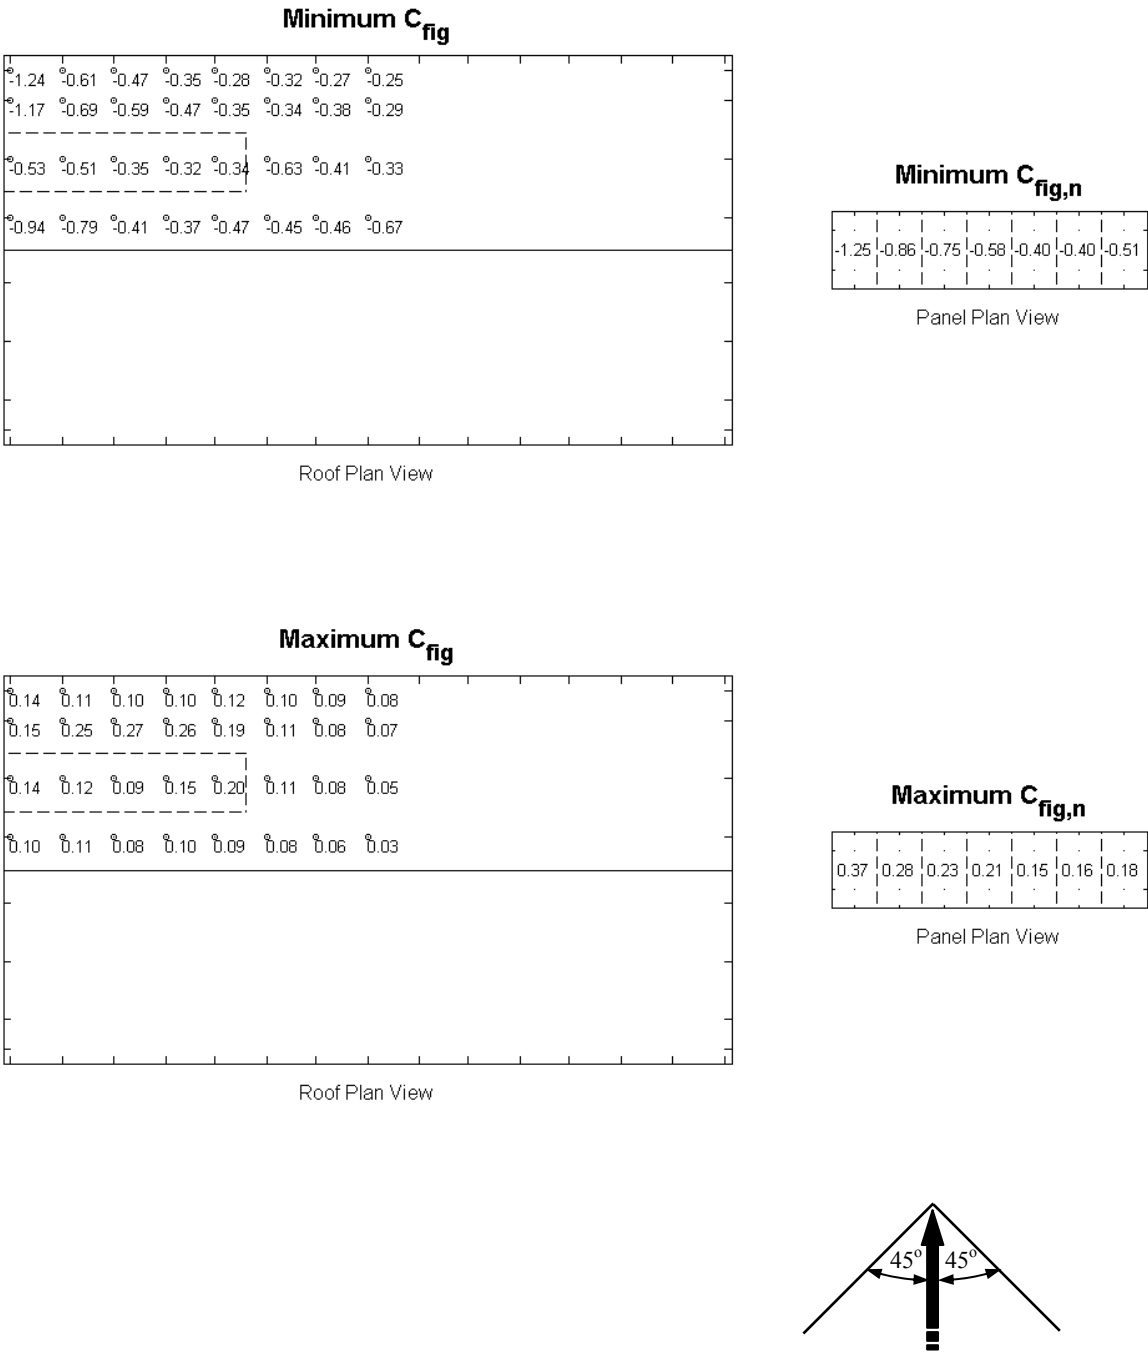 Minimum Cfig
-1.24 -0.61 -0.47 -0.35 -0.28 -0.32 -0.27 -0.25
-1.17 -0.69 -0.59 -0.47 -0.35 -0.34 -0.38 -0.29
-0.53 -0.51 -0.35 -0.32 -0.34 -0.63 -0.41 -0.33
-0.94 -0.79 -0.41 -0.37 -0.47 -0.45 -0.46 -0.67
Roof Plan View
Minimum Cfig,n
-1.25 -0.86 -0.75 -0.58 -0.40 -0.40 -0.51
Panel Plan View
Maximum Cfig
0.14 0.11 0.10 0.10 0.12 0.10 0.09 0.08
0.15 0.25 0.27 0.26 0.19 0.11 0.08 0.07
0.14 0.12 0.09 0.15 0.20 0.11 0.08 0.05
0.10 0.11 0.08 0.10 0.09 0.08 0.06 0.03
Roof Plan View
Maximum Cfig,n
0.37 0.28 0.23 0.21 0.15 0.16 0.18
Panel Plan View
45° 45°